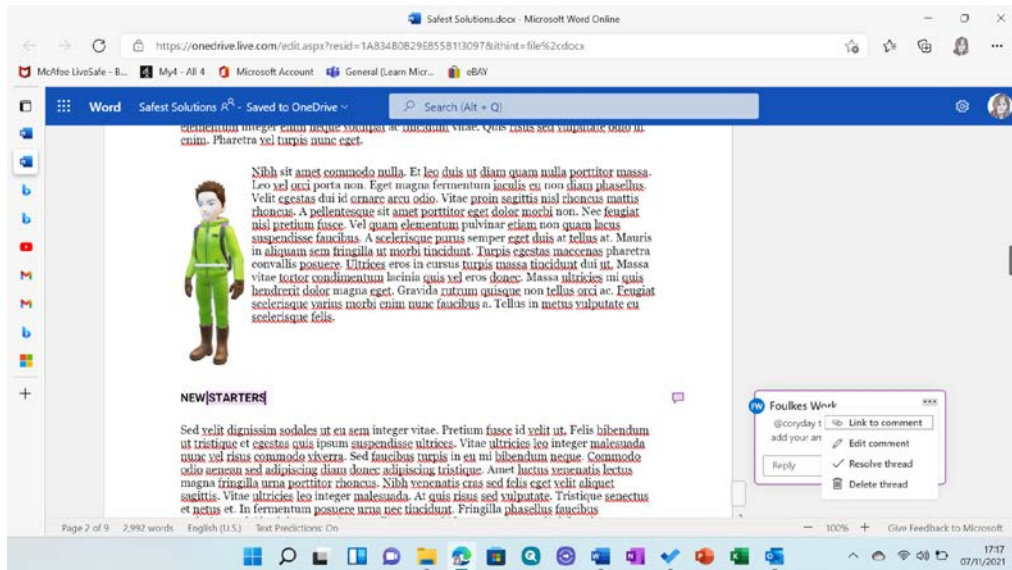 Safest Solutions.docx - Microsoft Word Online
https://onedrive.live.com/edit.aspx?resid=1A834B0B29EB55B1!3097&ithint=file%2cdocx
McAfee LiveSafe - B... My4 - All 4 Microsoft Account General (Learn Micr... eBAY
Word Safest Solutions - Saved to OneDrive Search (Alt + Q)
elementum integer enim neque volutpat ac tincidunt vitae. Quis risus sed vulputate odio ut
enim. Pharetra vel turpis nunc eget.
Nibh sit amet commodo nulla. Et leo duis ut diam quam nulla porttitor massa.
Leo vel orci porta non. Eget magna fermentum iaculis eu non diam phasellus.
Velit egestas dui id ornare arcu odio. Vitae proin sagittis nisl rhoncus mattis
rhoncus. A pellentesque sit amet porttitor eget dolor morbi non. Nec feugiat
nisl pretium fusce. Vel quam elementum pulvinar etiam non quam lacus
suspendisse faucibus. A scelerisque purus semper eget duis at tellus at. Mauris
in aliquam sem fringilla ut morbi tincidunt. Turpis egestas maecenas pharetra
convallis posuere. Ultrices eros in cursus turpis massa tincidunt dui ut. Massa
vitae tortor condimentum lacinia quis vel eros donec. Massa ultricies mi quis
hendrerit dolor magna eget. Gravida rutrum quisque non tellus orci ac. Feugiat
scelerisque varius morbi enim nunc faucibus a. Tellus in metus vulputate eu
scelerisque felis.
NEW STARTERS
FW Foulkes Work
@coryday t
add your an
Link to comment
Edit comment
Reply
Resolve thread
Delete thread
Sed velit dignissim sodales ut eu sem integer vitae. Pretium fusce id velit ut. Felis bibendum
ut tristique et egestas quis ipsum suspendisse ultrices. Vitae ultricies leo integer malesuada
nunc vel risus commodo viverra. Sed faucibus turpis in eu mi bibendum neque. Commodo
odio aenean sed adipiscing diam donec adipiscing tristique. Amet luctus venenatis lectus
magna fringilla urna porttitor rhoncus. Nibh venenatis cras sed felis eget velit aliquet
sagittis. Vitae ultricies leo integer malesuada. At quis risus sed vulputate. Tristique senectus
et netus et. In fermentum posuere urna nec tincidunt. Fringilla phasellus faucibus
Page 2 of 9 2,992 words English (U.S.) Text Predictions: On 100% Give Feedback to Microsoft
17:17
07/11/2021